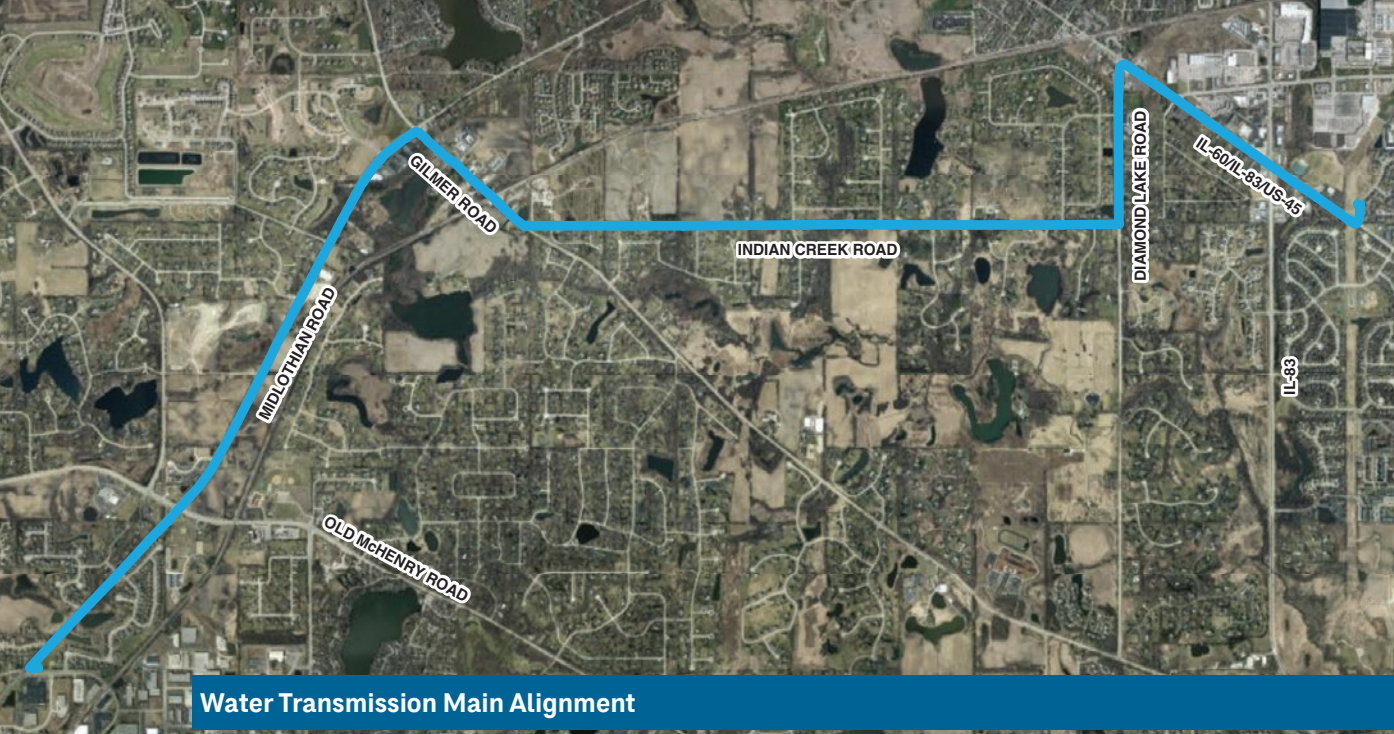 DIAMOND LAKE ROAD
IL-60/IL-83/US-45
GILMER ROAD
INDIAN CREEK ROAD
MIDLOTHIAN ROAD
IL-83
OLD McHENRY ROAD
Water Transmission Main Alignment